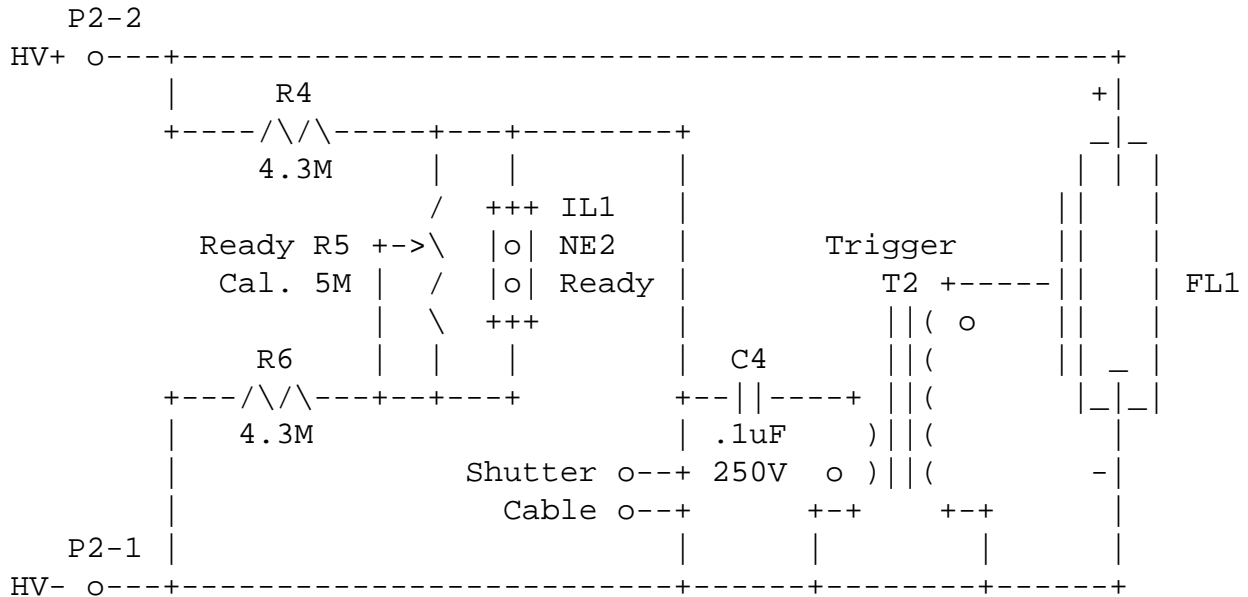 P2-2
HV+ o---+--------------------------------------------------+
| R4 +|
+----/\/\-----+---+--------+ _|_
4.3M | | | | | |
/ +++ IL1 | || |
Ready R5 +->\ |o| NE2 Trigger || |
Cal. 5M | / |o| Ready | T2 +-----|| | FL1
| \ +++ | ||( o || |
R6 | | | | C4 ||( || _ |
+---/\/\---+--+---+ +--||----+ ||( |_|_|
| 4.3M | .1uF )||( |
| Shutter o--+ 250V o )||( -|
| Cable o--+ +-+ +-+ |
P2-1 | | | | |
HV- o---+---------------------------+------+--------+------+